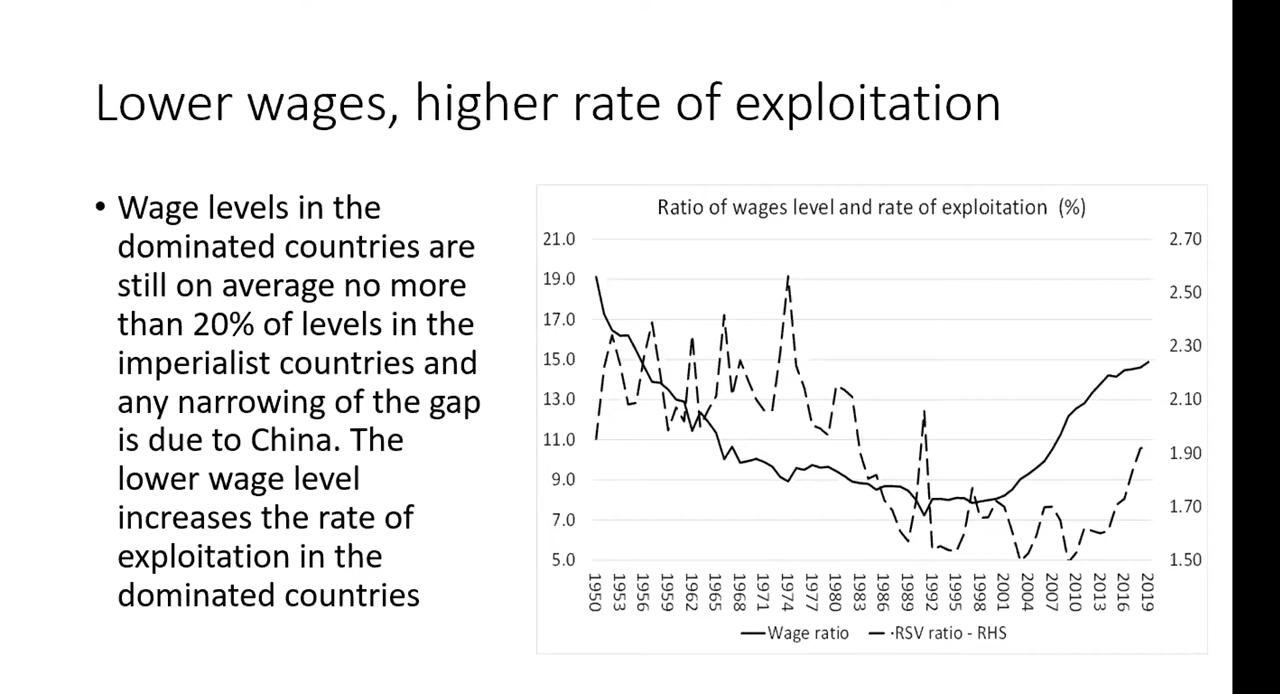 Lower wages, higher rate of exploitation
• Wage levels in the
dominated countries are
still on average no more
than 20% of levels in the
imperialist countries and
any narrowing of the gap
is due to China. The
lower wage level
increases the rate of
exploitation in the
dominated countries
Ratio of wages level and rate of exploitation (%)
21.0
19.0
17.0
15.0
13.0
11.0
9.0
7.0
5.0
2.70
2.50
2.30
2.10
1.90
1.70
1.50
1950
1953
1956
1959
1962
1965
1968
1971
1974
1977
1980
1983
1986
1989
1992
1995
1998
2001
2004
2007
2010
2013
2016
2019
Wage ratio
RSV ratio - RHS